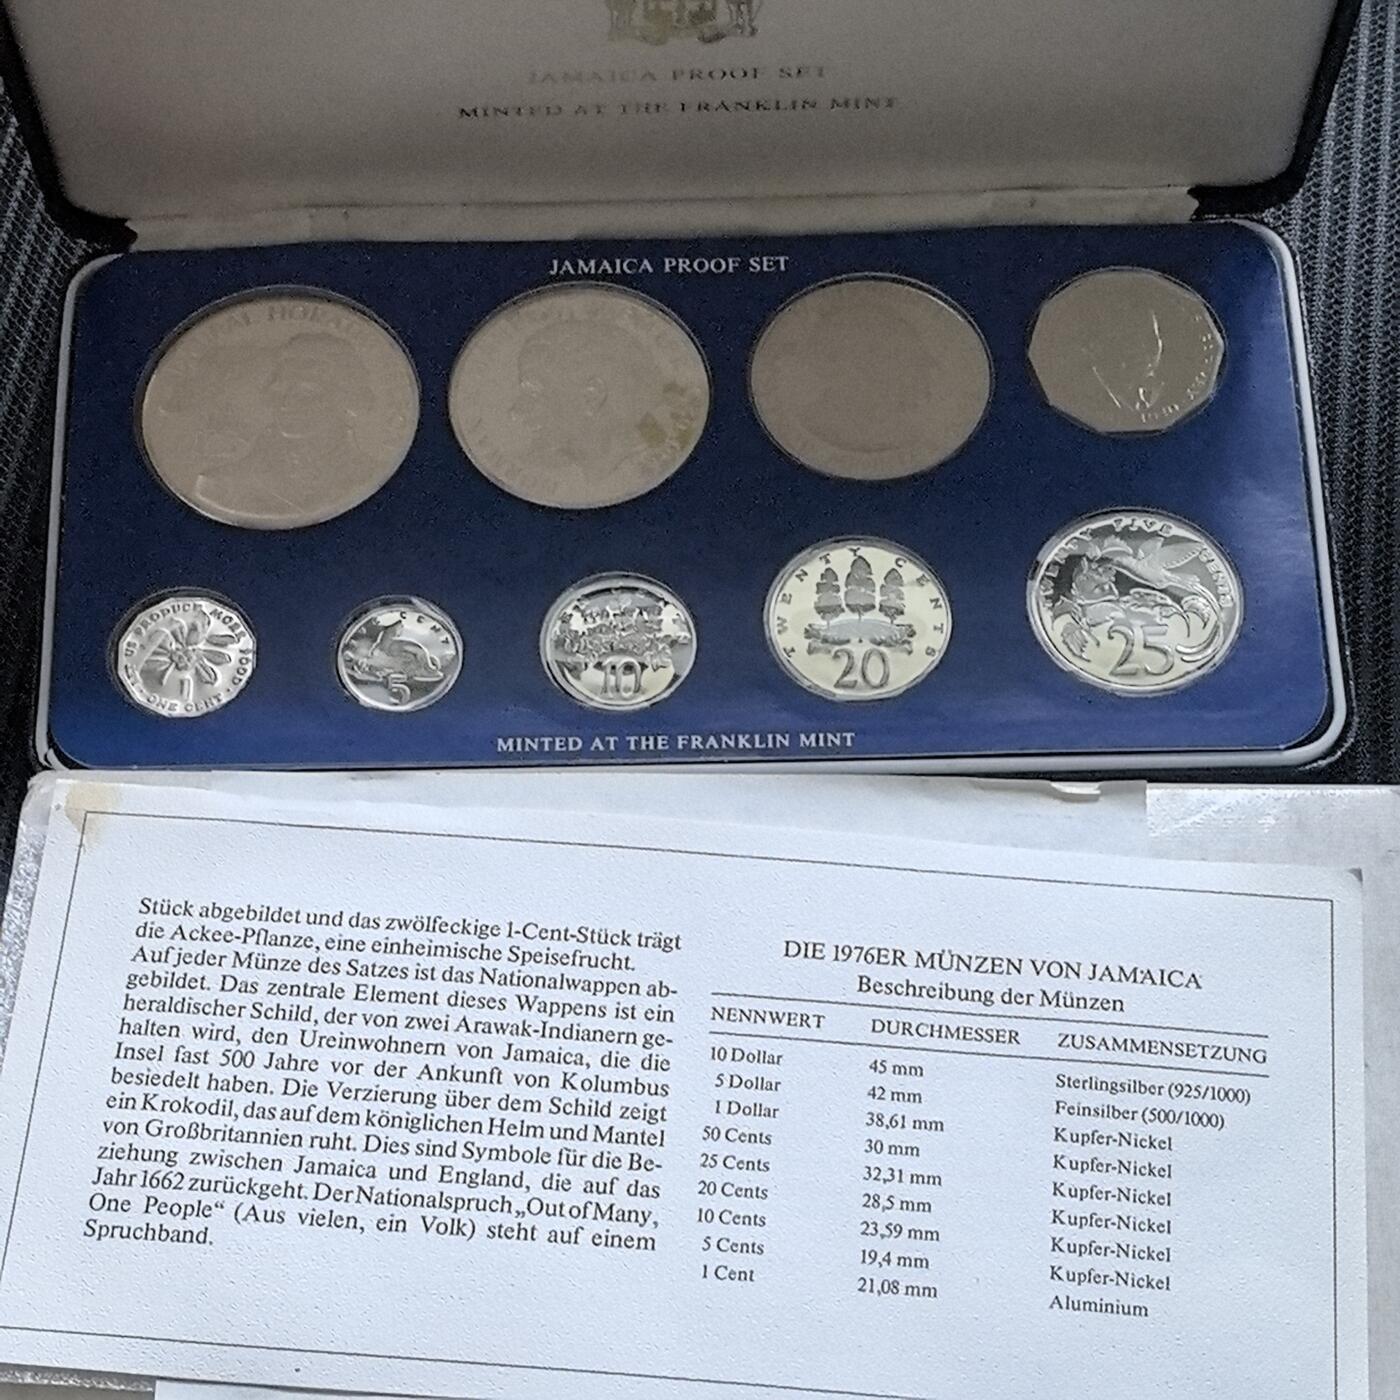 JAMAICA PROOF SET
MINTED AT THE FRANKLIN MINT
JAMAICA PROOF SET
TWENTY CENTS
20
TWENTY FIVE CENTS
25
LET US PRODUCE MORE FOOD
1
ONE CENT
5
10
MINTED AT THE FRANKLIN MINT
Stück abgebildet und das zwölfeckige 1-Cent-Stück trägt
die Ackee-Pflanze, eine einheimische Speisefrucht.
Auf jeder Münze des Satzes ist das Nationalwappen ab-
gebildet. Das zentrale Element dieses Wappens ist ein
heraldischer Schild, der von zwei Arawak-Indianern ge-
halten wird, den Ureinwohnern von Jamaica, die die
Insel fast 500 Jahre vor der Ankunft von Kolumbus
besiedelt haben. Die Verzierung über dem Schild zeigt
ein Krokodil, das auf dem königlichen Helm und Mantel
von Großbritannien ruht. Dies sind Symbole für die Be-
ziehung zwischen Jamaica und England, die auf das
Jahr 1662 zurückgeht. Der Nationalspruch „Out of Many,
One People“ (Aus vielen, ein Volk) steht auf einem
Spruchband.
DIE 1976ER MÜNZEN VON JAMAICA
Beschreibung der Münzen
NENNWERT DURCHMESSER ZUSAMMENSETZUNG
10 Dollar 45 mm Sterlingsilber (925/1000)
5 Dollar 42 mm Feinsilber (500/1000)
1 Dollar 38,61 mm Kupfer-Nickel
50 Cents 30 mm Kupfer-Nickel
25 Cents 32,31 mm Kupfer-Nickel
20 Cents 28,5 mm Kupfer-Nickel
10 Cents 23,59 mm Kupfer-Nickel
5 Cents 19,4 mm Kupfer-Nickel
1 Cent 21,08 mm Aluminium